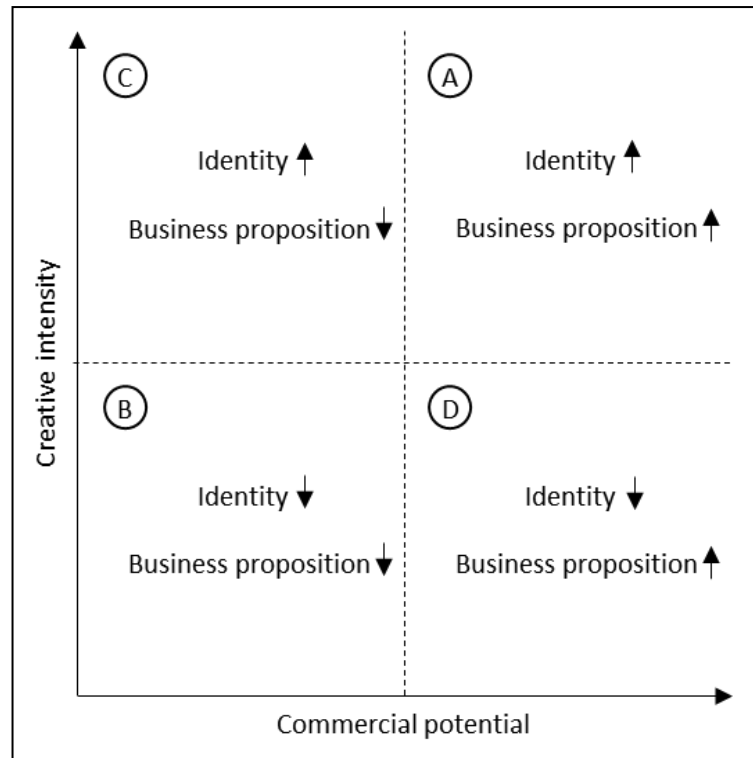 C
Identity
Business proposition
A
Identity
Business proposition
B
Identity
Business proposition
D
Identity
Business proposition
Creative intensity
Commercial potential